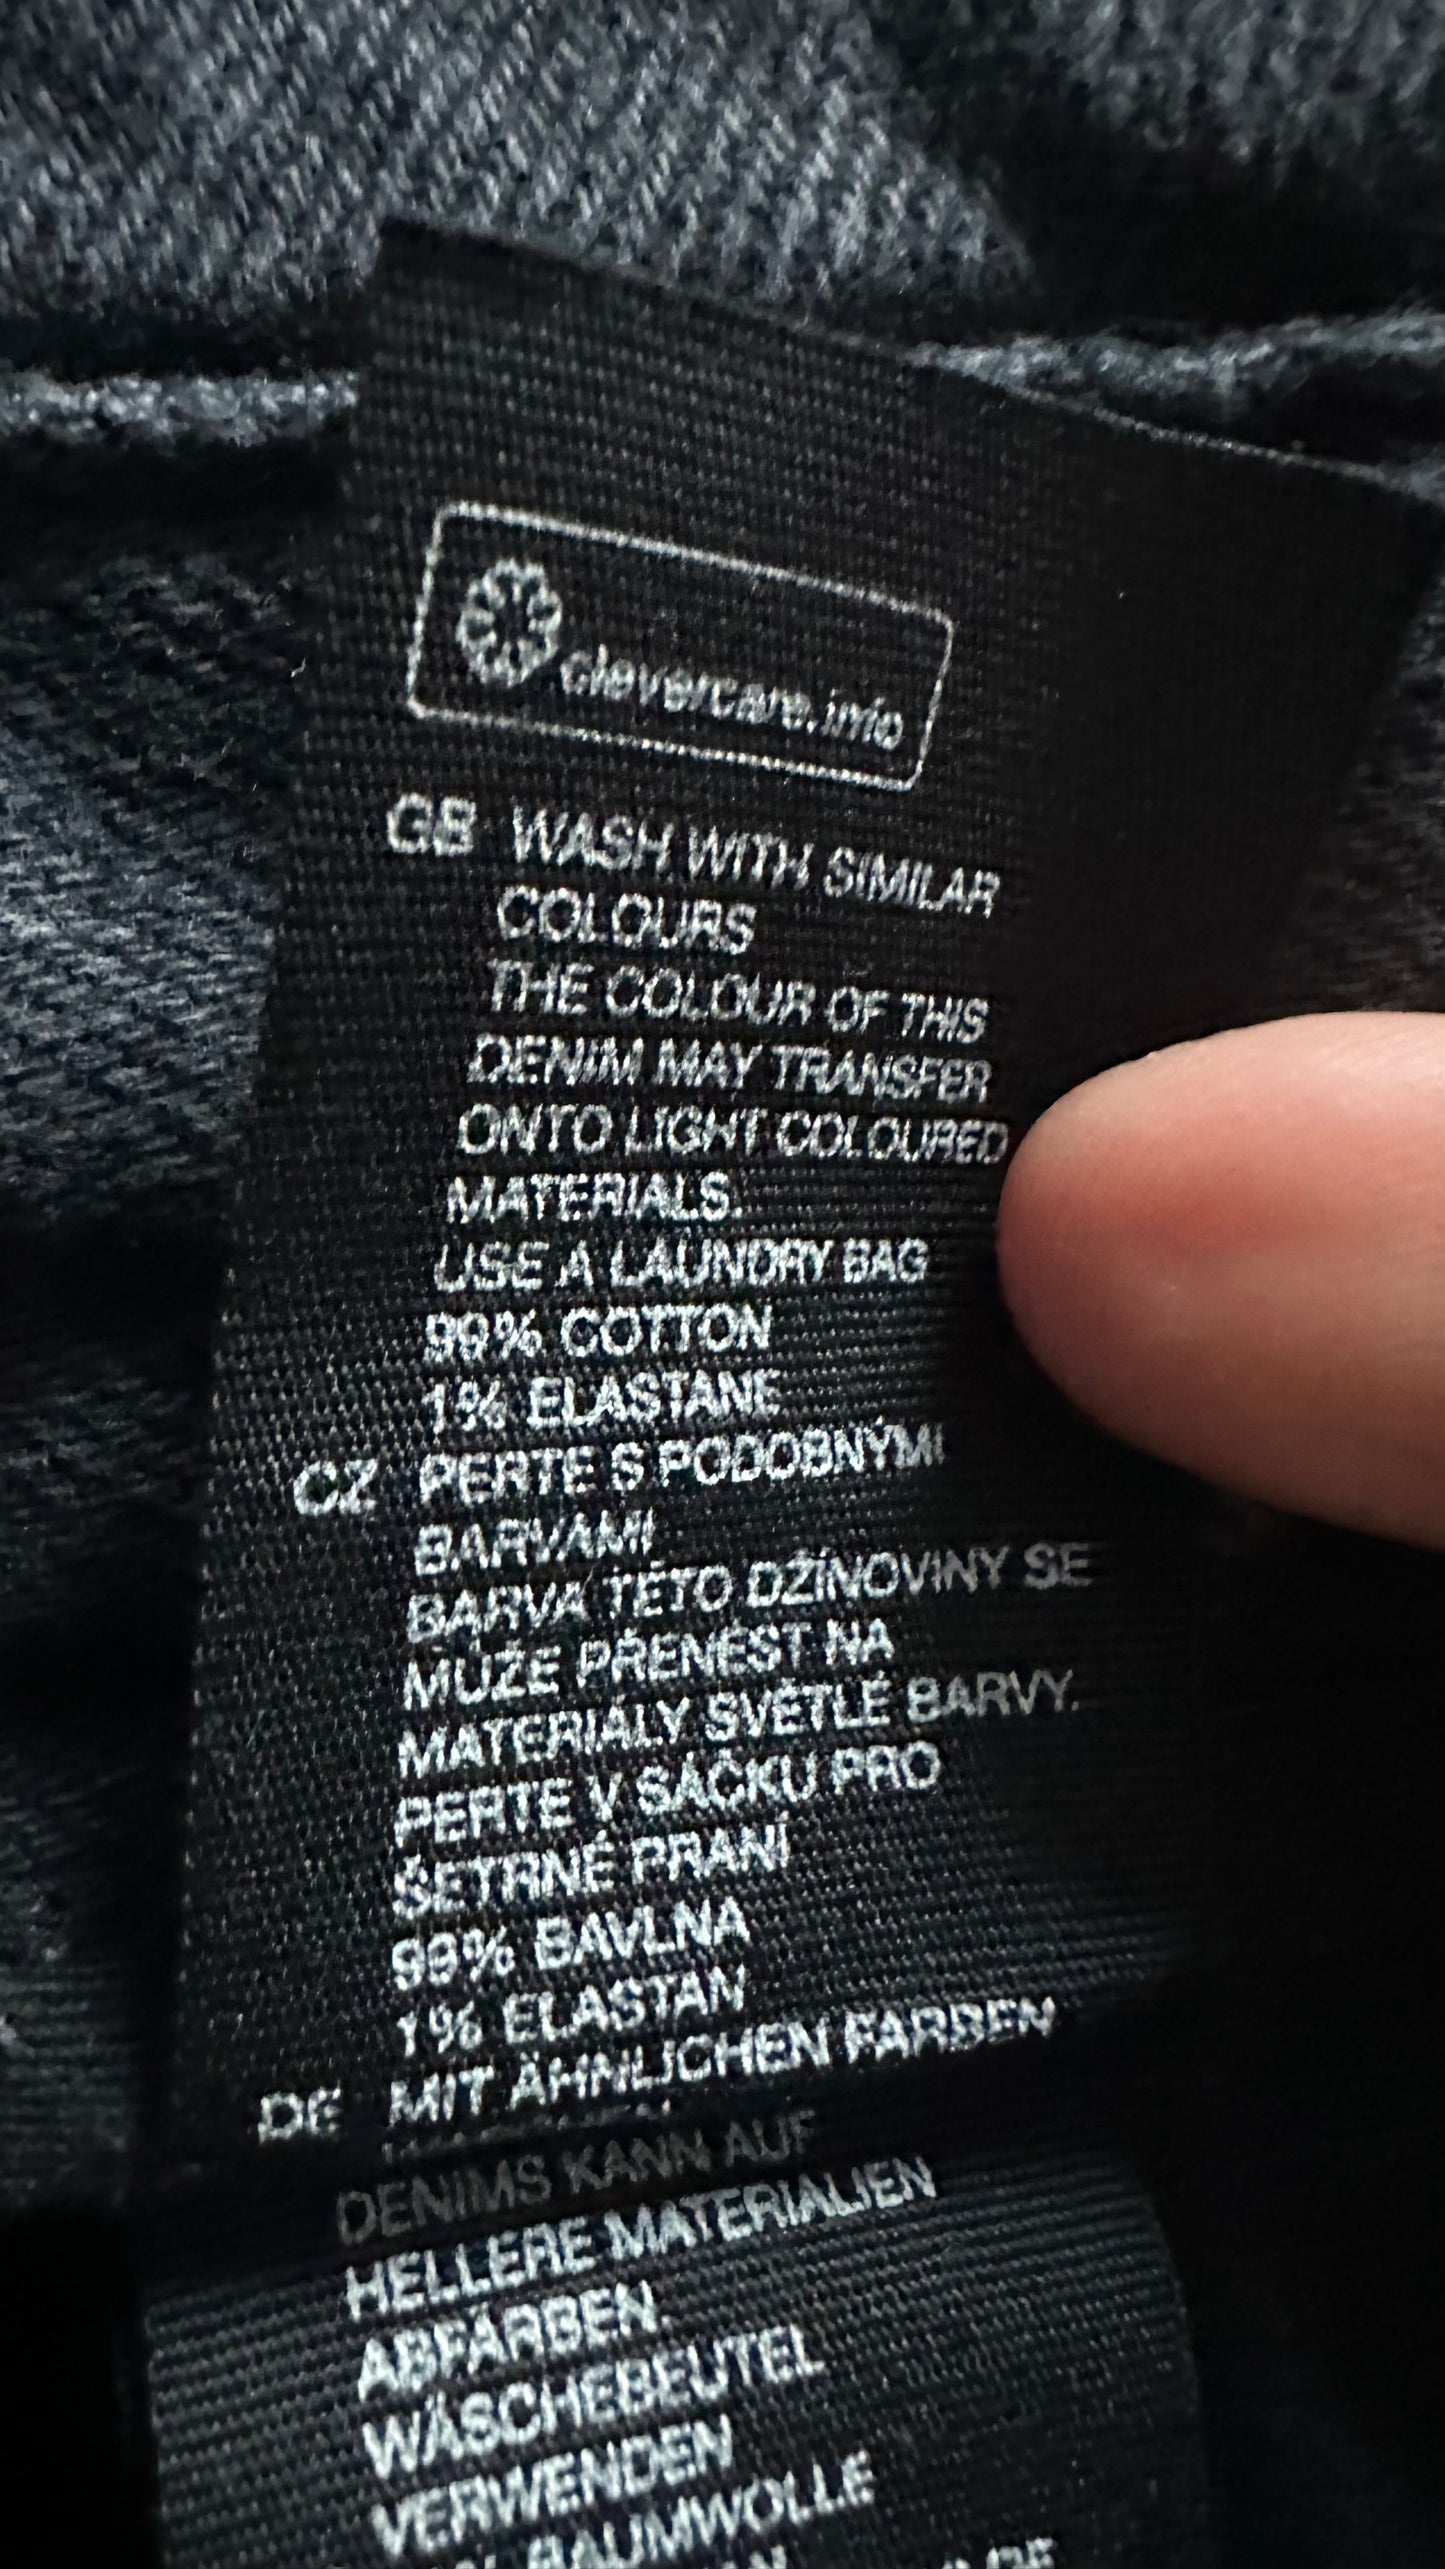 clevercare.info
GB WASH WITH SIMILAR
COLOURS
THE COLOUR OF THIS
DENIM MAY TRANSFER
ONTO LIGHT COLOURED
MATERIALS.
USE A LAUNDRY BAG
99% COTTON
1% ELASTANE
CZ PERTE S PODOBNÝMI
BARVAMI
BARVA TÉTO DŽÍNOVINY SE
MŮŽE PŘENÉST NA
MATERIÁLY SVĚTLÉ BARVY.
PERTE V SÁČKU PRO
ŠETRNÉ PRANÍ
99% BAVLNA
1% ELASTAN
DE MIT ÄHNLICHEN FARBEN
DENIMS KANN AUF
HELLERE MATERIALIEN
ABFÄRBEN.
WÄSCHEBEUTEL
VERWENDEN
% BAUMWOLLE